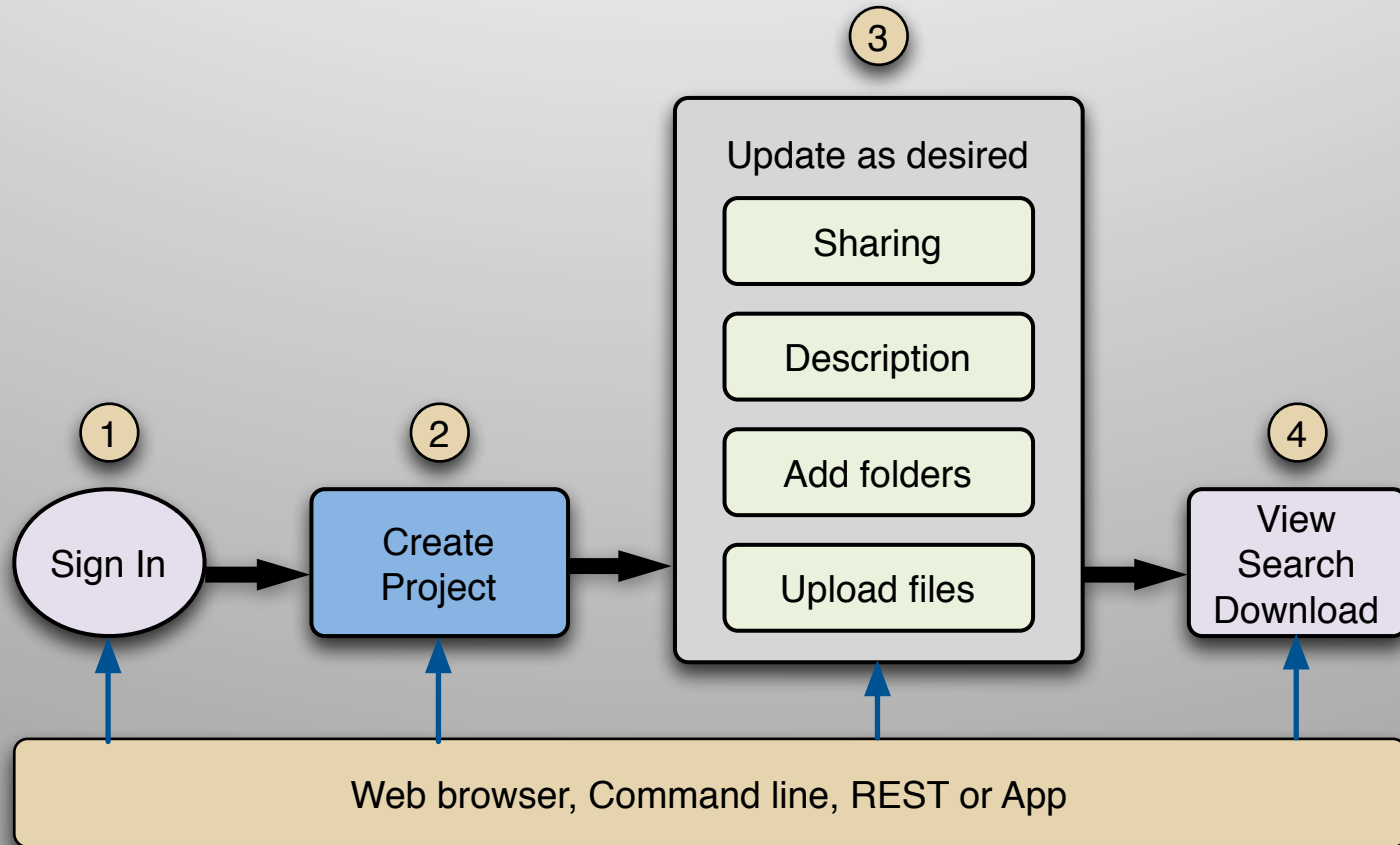 1
Sign In
2
Create
Project
3
Update as desired
Sharing
Description
Add folders
Upload files
4
View
Search
Download
Web browser, Command line, REST or App